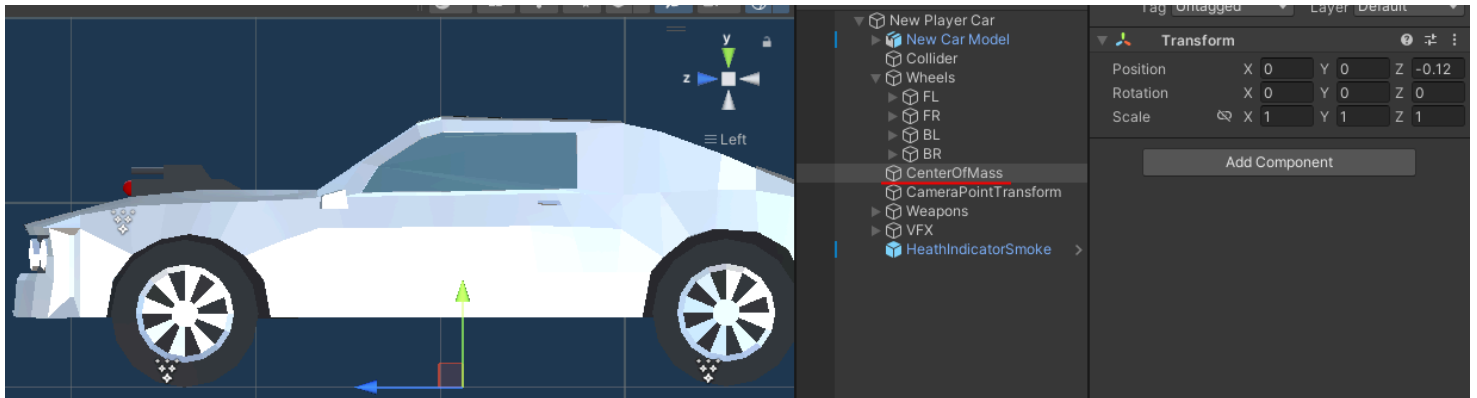 y
z
Left
New Player Car
New Car Model
Collider
Wheels
FL
FR
BL
BR
CenterOfMass
CameraPointTransform
Weapons
VFX
HeathIndicatorSmoke
Tag Untagged Layer Default
Transform
Position X 0 Y 0 Z -0.12
Rotation X 0 Y 0 Z 0
Scale X 1 Y 1 Z 1
Add Component